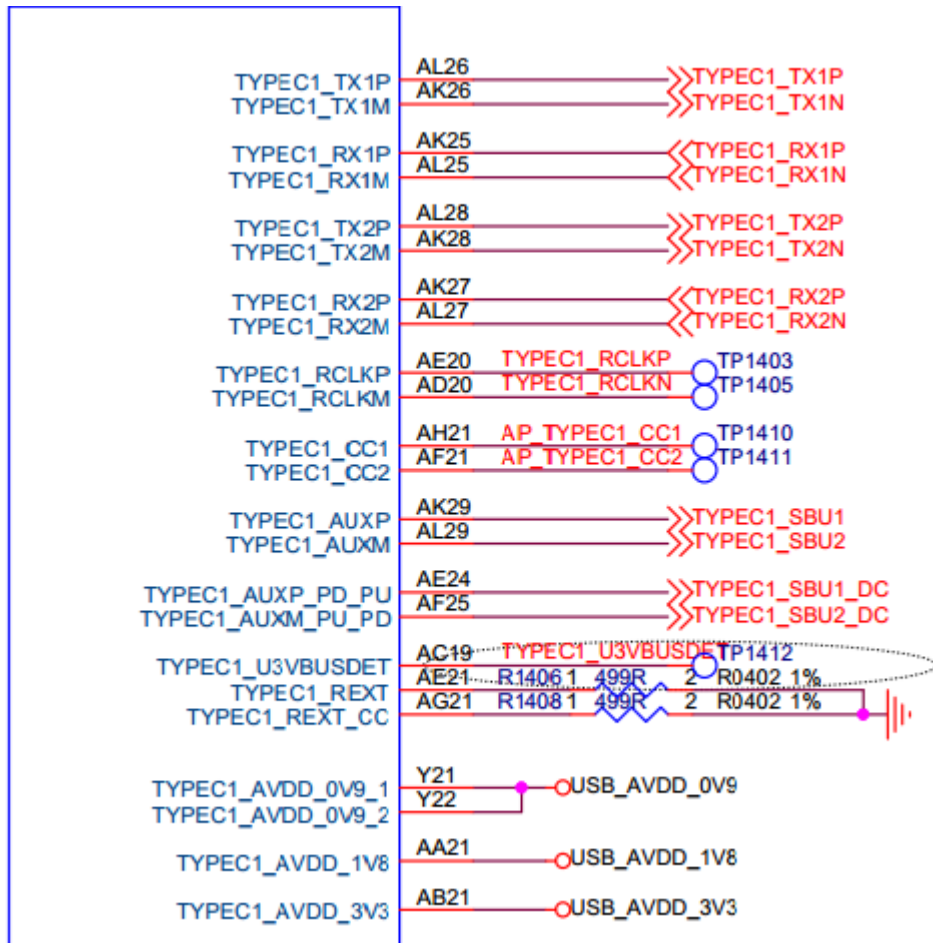 TYPEC1_TX1P AL26 TYPEC1_TX1P
TYPEC1_TX1M AK26 TYPEC1_TX1N
TYPEC1_RX1P AK25 TYPEC1_RX1P
TYPEC1_RX1M AL25 TYPEC1_RX1N
TYPEC1_TX2P AL28 TYPEC1_TX2P
TYPEC1_TX2M AK28 TYPEC1_TX2N
TYPEC1_RX2P AK27 TYPEC1_RX2P
TYPEC1_RX2M AL27 TYPEC1_RX2N
TYPEC1_RCLKP AE20 TYPEC1_RCLKP TP1403
TYPEC1_RCLKM AD20 TYPEC1_RCLKN TP1405
TYPEC1_CC1 AH21 AP_TYPEC1_CC1 TP1410
TYPEC1_CC2 AF21 AP_TYPEC1_CC2 TP1411
TYPEC1_AUXP AK29 TYPEC1_SBU1
TYPEC1_AUXM AL29 TYPEC1_SBU2
TYPEC1_AUXP_PD_PU AE24 TYPEC1_SBU1_DC
TYPEC1_AUXM_PU_PD AF25 TYPEC1_SBU2_DC
TYPEC1_U3VBUSDET AC19 TYPEC1_U3VBUSDET TP1412
TYPEC1_REXT AE21 R1406 1 499R 2 R0402 1%
TYPEC1_REXT_CC AG21 R1408 1 499R 2 R0402 1%
TYPEC1_AVDD_0V9_1 Y21 USB_AVDD_0V9
TYPEC1_AVDD_0V9_2 Y22
TYPEC1_AVDD_1V8 AA21 USB_AVDD_1V8
TYPEC1_AVDD_3V3 AB21 USB_AVDD_3V3